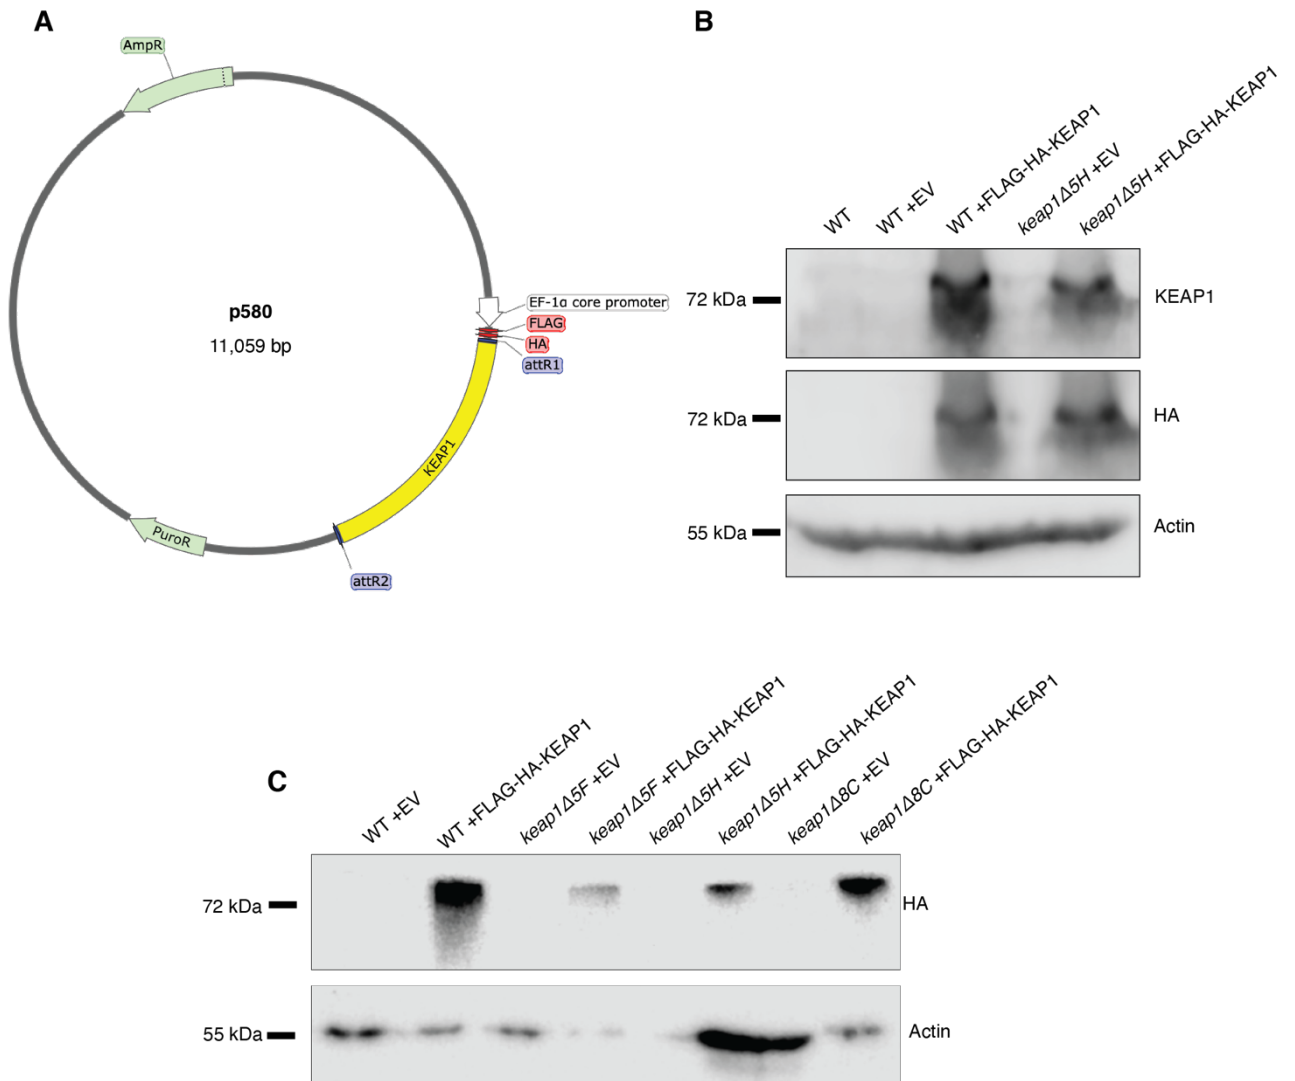 A
AmpR
p580
11,059 bp
EF-1α core promoter
FLAG
HA
attR1
KEAP1
PuroR
attR2
B
WT
WT +EV
WT +FLAG-HA-KEAP1
keap1Δ5H +EV
keap1Δ5H +FLAG-HA-KEAP1
72 kDa
KEAP1
72 kDa
HA
55 kDa
Actin
C
WT +EV
WT +FLAG-HA-KEAP1
keap1Δ5F +EV
keap1Δ5F +FLAG-HA-KEAP1
keap1Δ5H +EV
keap1Δ5H +FLAG-HA-KEAP1
keap1Δ8C +EV
keap1Δ8C +FLAG-HA-KEAP1
72 kDa
HA
55 kDa
Actin